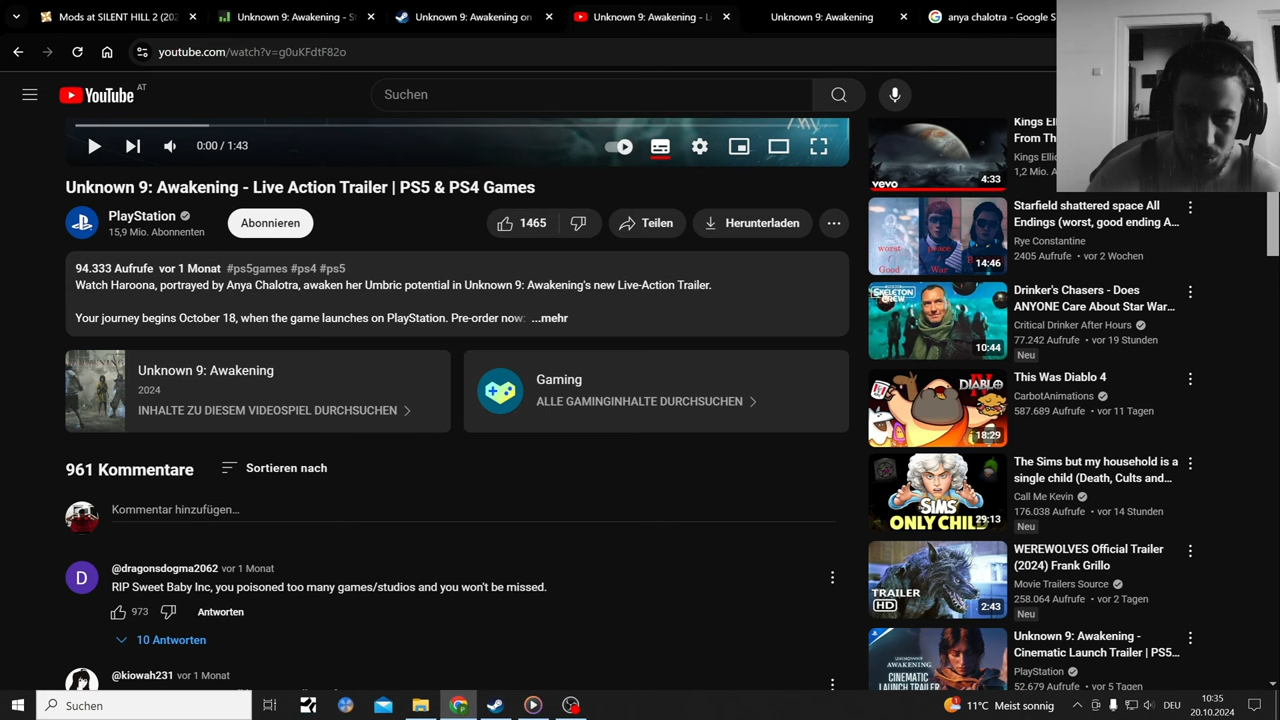 Mods at SILENT HILL 2 (202
Unknown 9: Awakening - S
Unknown 9: Awakening on
Unknown 9: Awakening - Li
Unknown 9: Awakening
anya chalotra - Google S
youtube.com/watch?v=g0uKFdtF82o
YouTube AT
Suchen
0:00 / 1:43
Unknown 9: Awakening - Live Action Trailer | PS5 & PS4 Games
PlayStation
15,9 Mio. Abonnenten
Abonnieren
1465
Teilen
Herunterladen
94.333 Aufrufe vor 1 Monat #ps5games #ps4 #ps5
Watch Haroona, portrayed by Anya Chalotra, awaken her Umbric potential in Unknown 9: Awakening's new Live-Action Trailer.
Your journey begins October 18, when the game launches on PlayStation. Pre-order now: ...mehr
Unknown 9: Awakening
2024
INHALTE ZU DIESEM VIDEOSPIEL DURCHSUCHEN
Gaming
ALLE GAMINGINHALTE DURCHSUCHEN
961 Kommentare
Sortieren nach
Kommentar hinzufügen...
D
@dragonsdogma2062 vor 1 Monat
RIP Sweet Baby Inc, you poisoned too many games/studios and you won't be missed.
973
Antworten
10 Antworten
@kiowah231 vor 1 Monat
vevo
4:33
Kings Ellio
From Th
Kings Ellio
1,2 Mio. A
worst
Good
peace
War
14:46
Starfield shattered space All
Endings (worst, good ending A...
Rye Constantine
2405 Aufrufe • vor 2 Wochen
SKELETON
CREW
10:44
Drinker's Chasers - Does
ANYONE Care About Star War...
Critical Drinker After Hours
77.242 Aufrufe • vor 19 Stunden
Neu
DIABLO
IV
18:29
This Was Diablo 4
CarbotAnimations
587.689 Aufrufe • vor 11 Tagen
THE
SIMS
ONLY CHILD
29:13
The Sims but my household is a
single child (Death, Cults and...
Call Me Kevin
176.038 Aufrufe • vor 14 Stunden
Neu
WEREWOLVES
TRAILER
HD
2:43
WEREWOLVES Official Trailer
(2024) Frank Grillo
Movie Trailers Source
258.064 Aufrufe • vor 2 Tagen
Neu
AWAKENING
CINEMATIC
LAUNCH TRAILER
Unknown 9: Awakening -
Cinematic Launch Trailer | PS5...
PlayStation
52.679 Aufrufe • vor 5 Tagen
Suchen
11°C Meist sonnig
DEU
10:35
20.10.2024